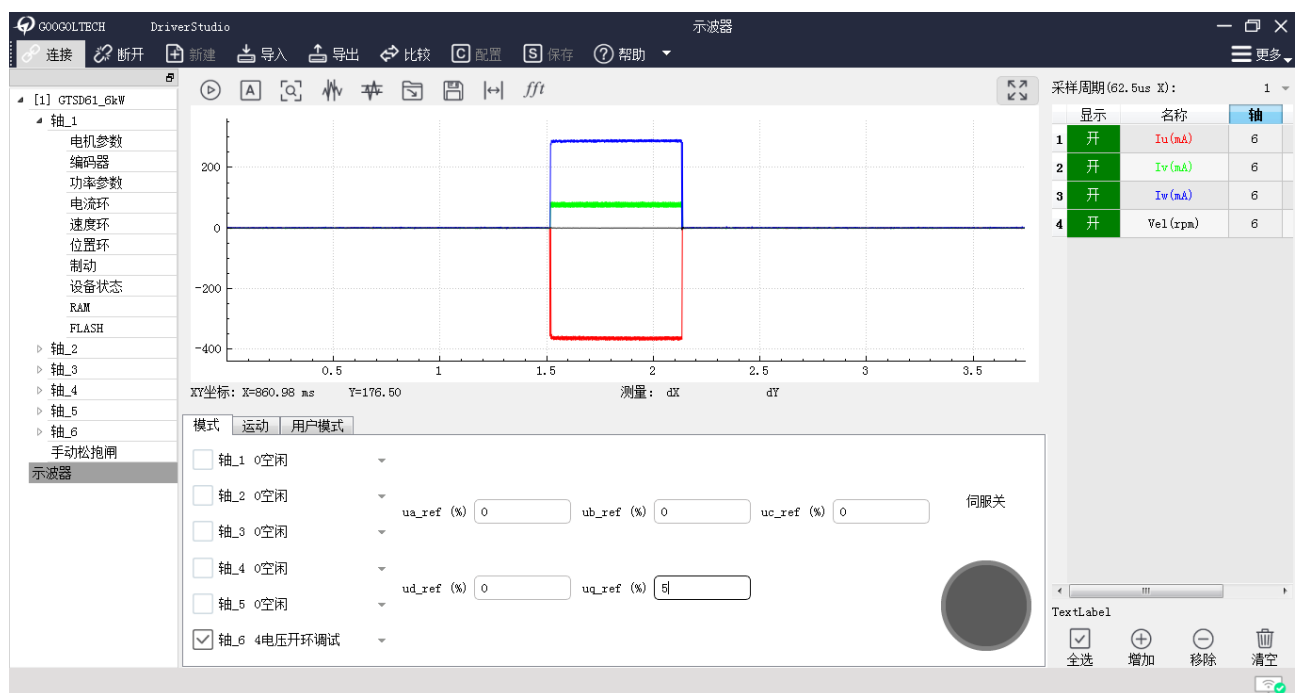 GOOGOLTECH DriverStudio 示波器
连接 断开 新建 导入 导出 比较 C 配置 S 保存 ? 帮助 更多
[1] GTSD61_6kW
轴_1
电机参数
编码器
功率参数
电流环
速度环
位置环
制动
设备状态
RAM
FLASH
轴_2
轴_3
轴_4
轴_5
轴_6
手动松抱闸
示波器
A fft
200
0
-200
-400
0.5 1 1.5 2 2.5 3 3.5
XY坐标: X=860.98 ms Y=176.50 测量: dX dY
模式 运动 用户模式
轴_1 0空闲
轴_2 0空闲
轴_3 0空闲
轴_4 0空闲
轴_5 0空闲
轴_6 4电压开环调试
ua_ref (%) 0 ub_ref (%) 0 uc_ref (%) 0
ud_ref (%) 0 uq_ref (%) 5
伺服关
采样周期(62.5us X): 1
显示 名称 轴
1 开 Iu(mA) 6
2 开 Iv(mA) 6
3 开 Iw(mA) 6
4 开 Vel(rpm) 6
TextLabel
全选 增加 移除 清空